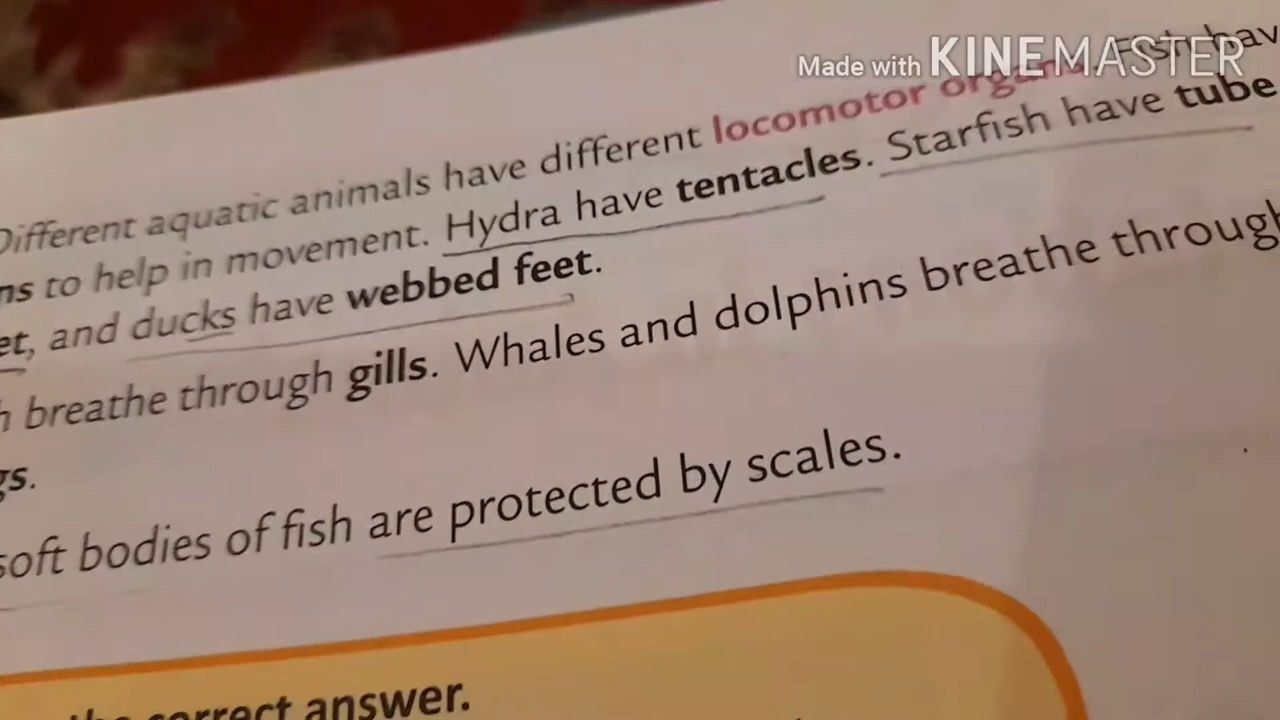 Made with KINEMASTER
Different aquatic animals have different locomotor organs. Fish hav
ns to help in movement. Hydra have tentacles. Starfish have tube
et, and ducks have webbed feet.
h breathe through gills. Whales and dolphins breathe through
gs.
soft bodies of fish are protected by scales.
the correct answer.